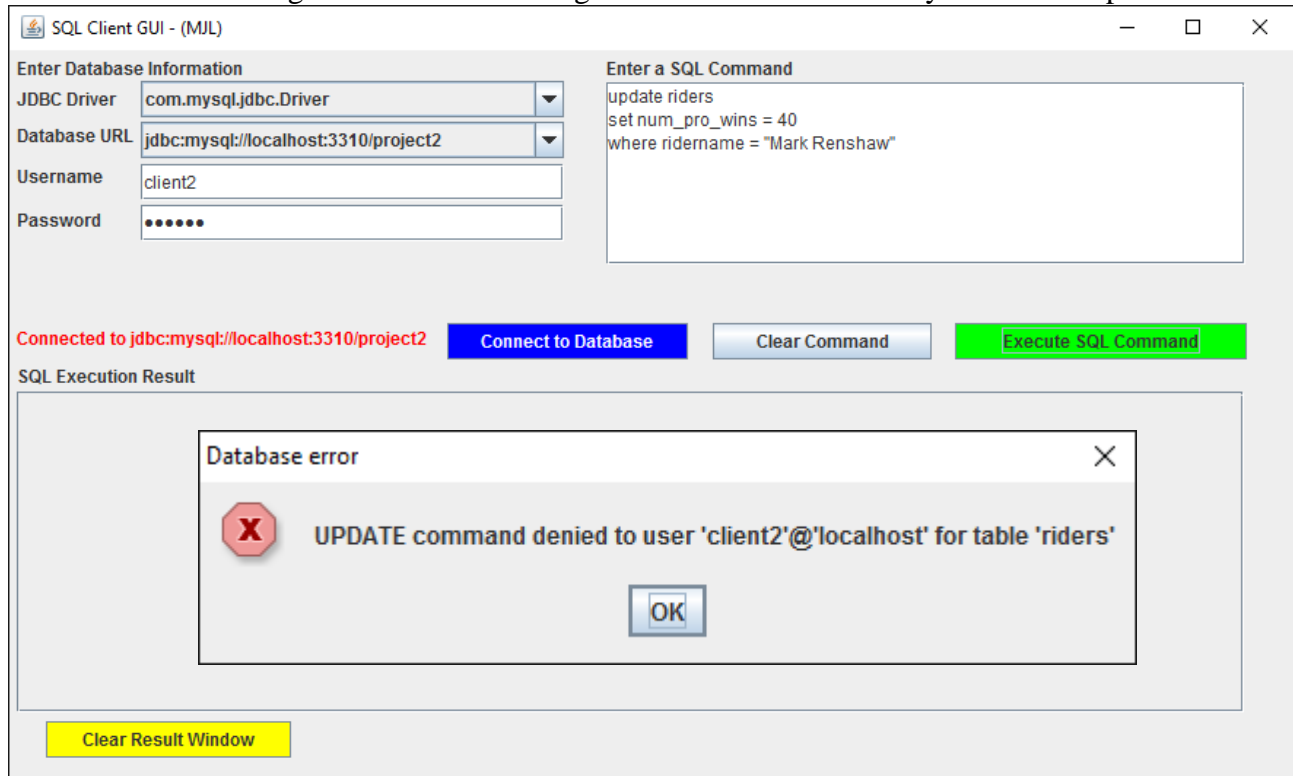 SQL Client GUI - (MJL)
Enter Database Information
JDBC Driver com.mysql.jdbc.Driver
Database URL jdbc:mysql://localhost:3310/project2
Username client2
Password ••••••
Enter a SQL Command
update riders
set num_pro_wins = 40
where ridername = "Mark Renshaw"
Connected to jdbc:mysql://localhost:3310/project2 Connect to Database Clear Command Execute SQL Command
SQL Execution Result
Database error
UPDATE command denied to user 'client2'@'localhost' for table 'riders'
OK
Clear Result Window